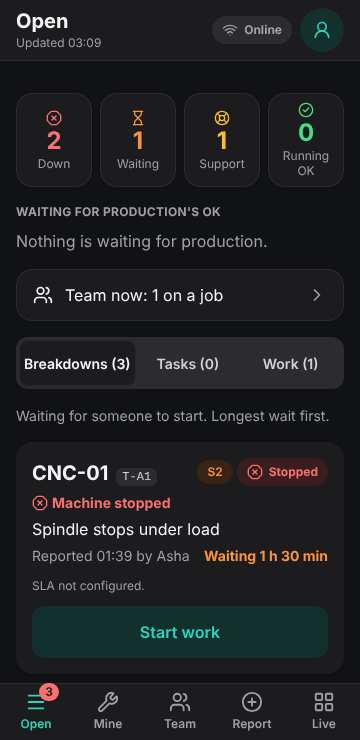 Open
Updated 03:09
Online
2
Down
1
Waiting
1
Support
0
Running
OK
WAITING FOR PRODUCTION'S OK
Nothing is waiting for production.
Team now: 1 on a job
Breakdowns (3)
Tasks (0)
Work (1)
Waiting for someone to start. Longest wait first.
CNC-01 T-A1 S2 Stopped
Machine stopped
Spindle stops under load
Reported 01:39 by Asha Waiting 1 h 30 min
SLA not configured.
Start work
3
Open
Mine
Team
Report
Live